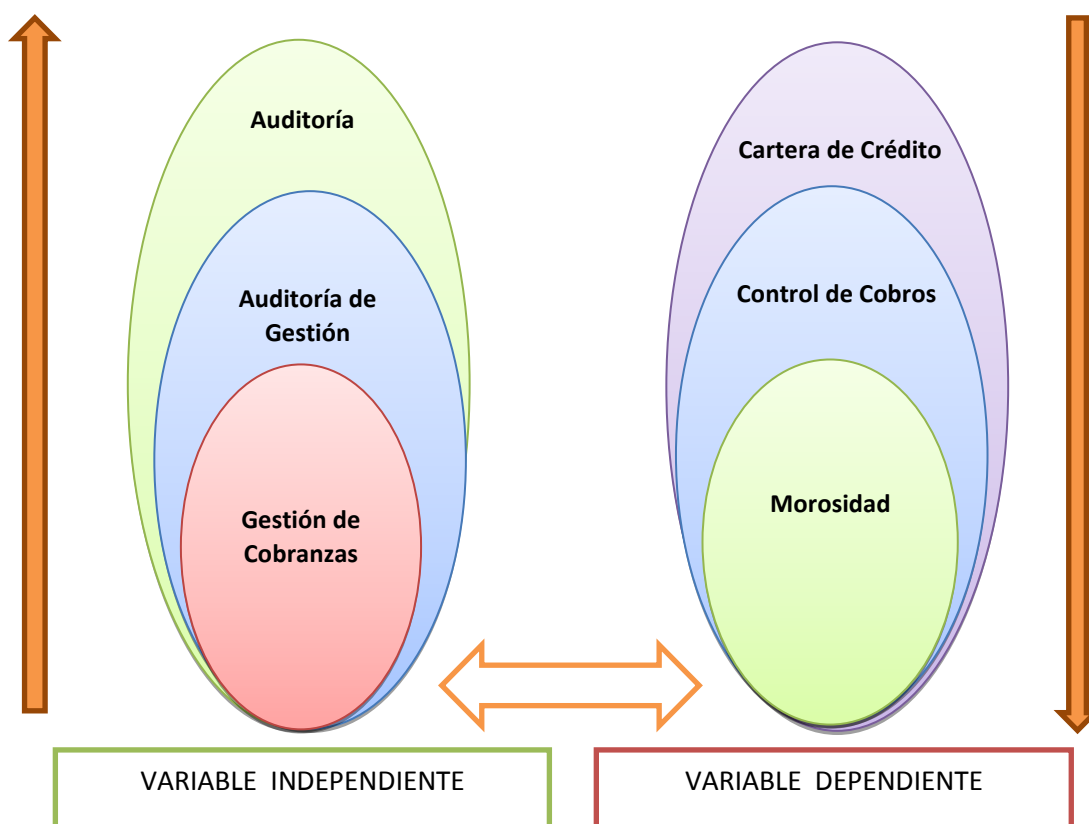 Auditoría
Auditoría de
Gestión
Gestión de
Cobranzas
VARIABLE INDEPENDIENTE
Cartera de Crédito
Control de Cobros
Morosidad
VARIABLE DEPENDIENTE